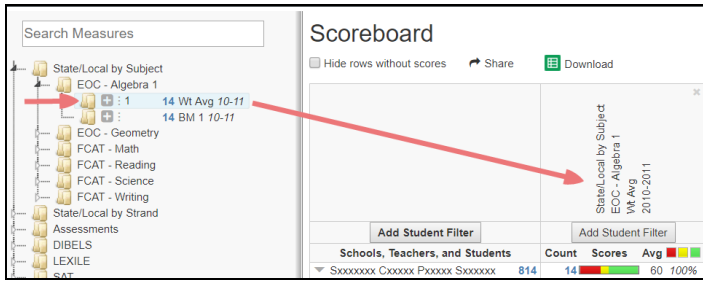 Search Measures
State/Local by Subject
EOC - Algebra 1
1 14 Wt Avg 10-11
14 BM 1 10-11
EOC - Geometry
FCAT - Math
FCAT - Reading
FCAT - Science
FCAT - Writing
State/Local by Strand
Assessments
DIBELS
LEXILE
SAT
Scoreboard
Hide rows without scores Share Download
State/Local by Subject
EOC - Algebra 1
Wt Avg
2010-2011
Add Student Filter Add Student Filter
Schools, Teachers, and Students Count Scores Avg
Sxxxxxxx Cxxxxx Pxxxxx Sxxxxxx 814 14 60 100%